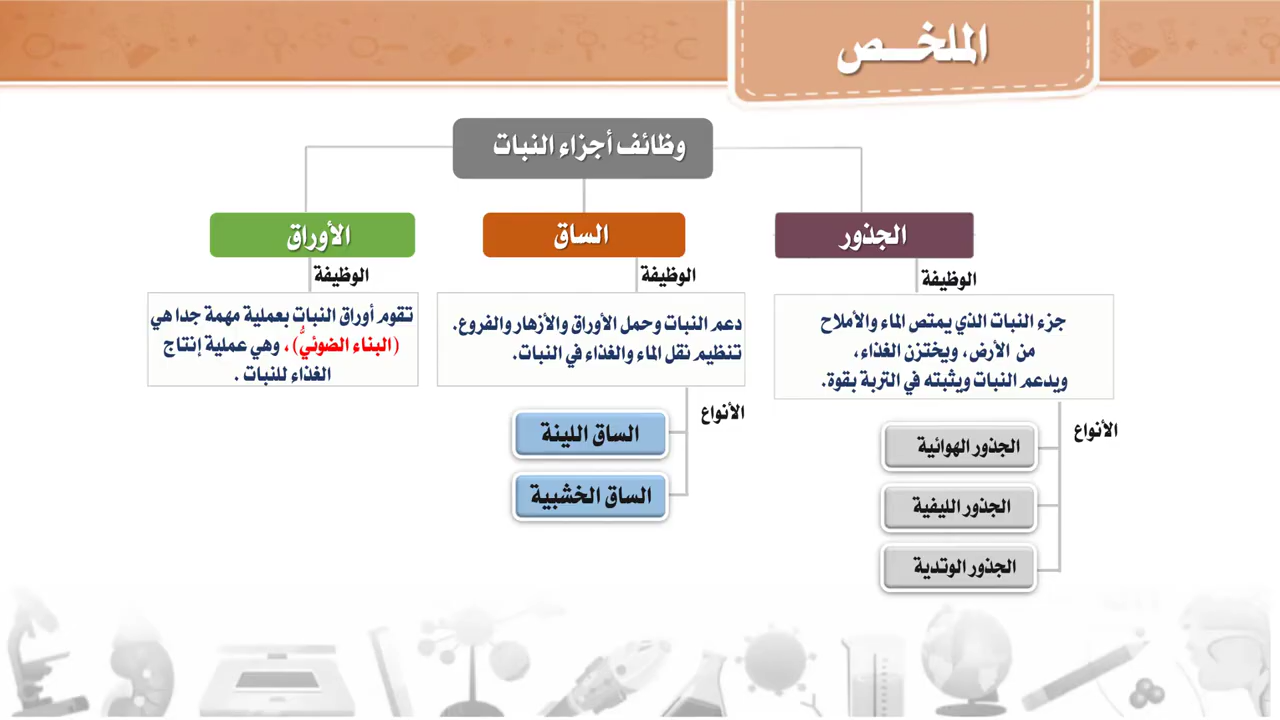 الملخـــص
وظائف أجزاء النبات
الجذور
الوظيفة
جزء النبات الذي يمتص الماء والأملاح
من الأرض، ويختزن الغذاء،
ويدعم النبات ويثبته في التربة بقوة.
الأنواع
الجذور الهوائية
الجذور الليفية
الجذور الوتدية
الساق
الوظيفة
دعم النبات وحمل الأوراق والأزهار والفروع.
تنظيم نقل الماء والغذاء في النبات.
الأنواع
الساق اللينة
الساق الخشبية
الأوراق
الوظيفة
تقوم أوراق النبات بعملية مهمة جدا هي
(البناء الضوئيُّ) ، وهي عملية إنتاج
الغذاء للنبات .